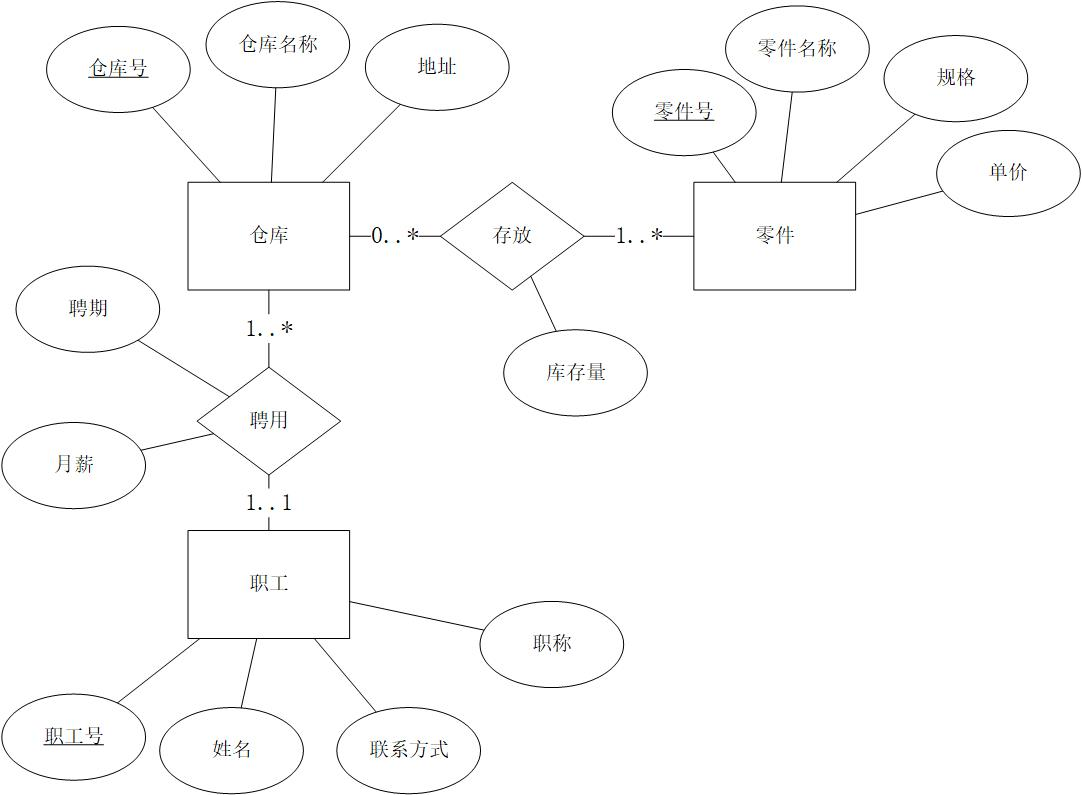 仓库号
仓库名称
地址
零件号
零件名称
规格
单价
仓库
0..*
存放
1..*
零件
库存量
聘期
1..*
聘用
月薪
1..1
职工
职称
职工号
姓名
联系方式